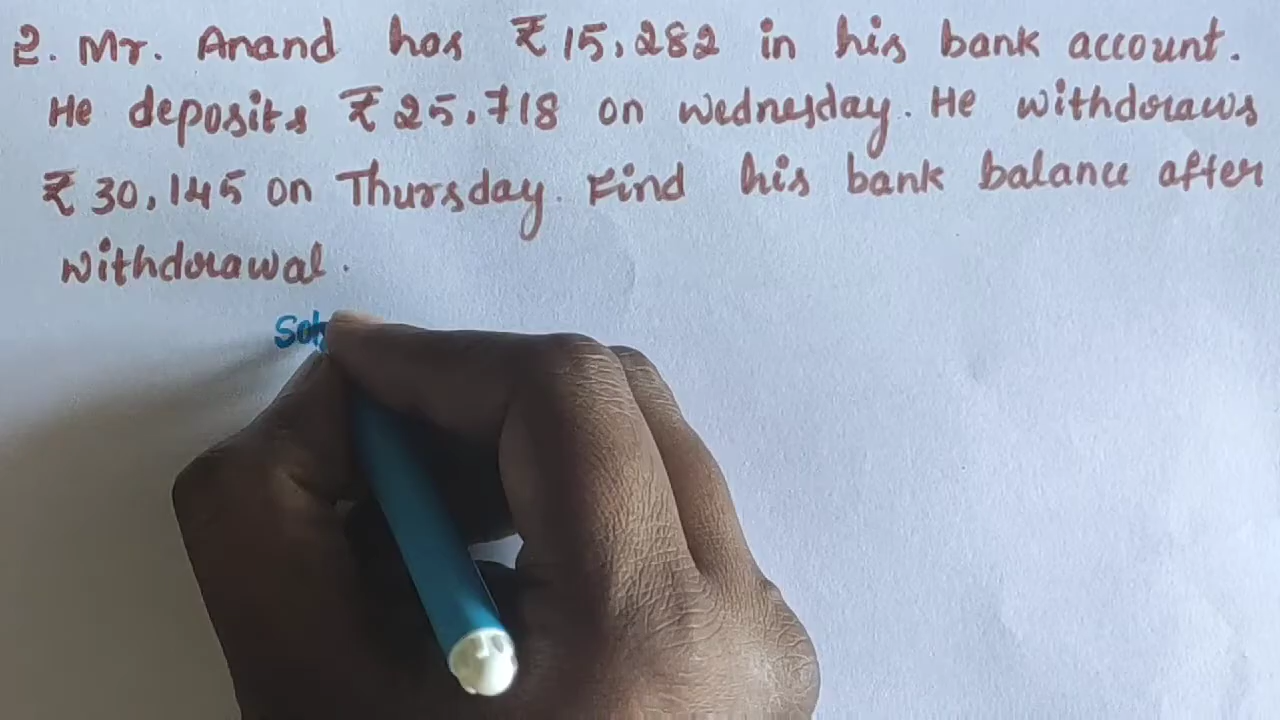 2. Mr. Anand has ₹15,282 in his bank account.
He deposits ₹25,718 on Wednesday. He withdraws
₹30,145 on Thursday. Find his bank balance after
withdrawal.